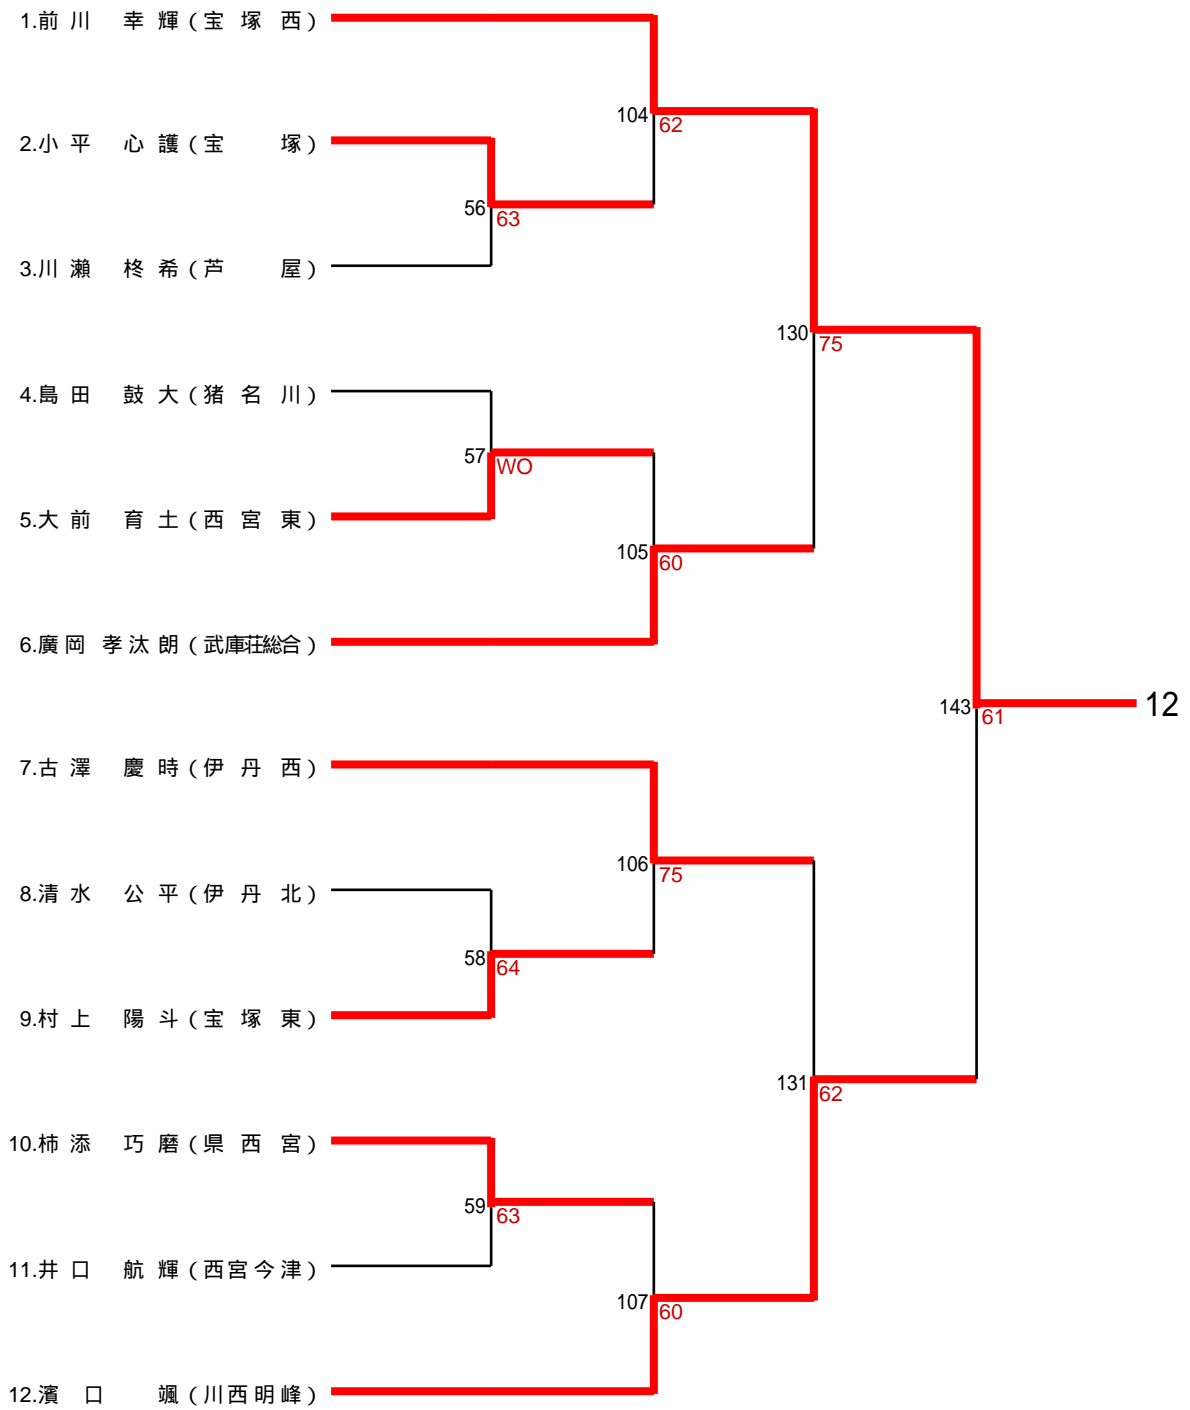 1.前川 幸輝(宝塚西)
104
62
2.小平 心護(宝 塚)
56
63
3.川瀬 柊希(芦 屋)
130
75
4.島田 鼓大(猪名川)
57
WO
5.大前 育土(西宮東)
105
60
6.廣岡 孝汰朗(武庫荘総合)
143
61
12
7.古澤 慶時(伊丹西)
106
75
8.清水 公平(伊丹北)
58
64
9.村上 陽斗(宝塚東)
131
62
10.柿添 巧磨(県西宮)
59
63
11.井口 航輝(西宮今津)
107
60
12.濱口 颯(川西明峰)